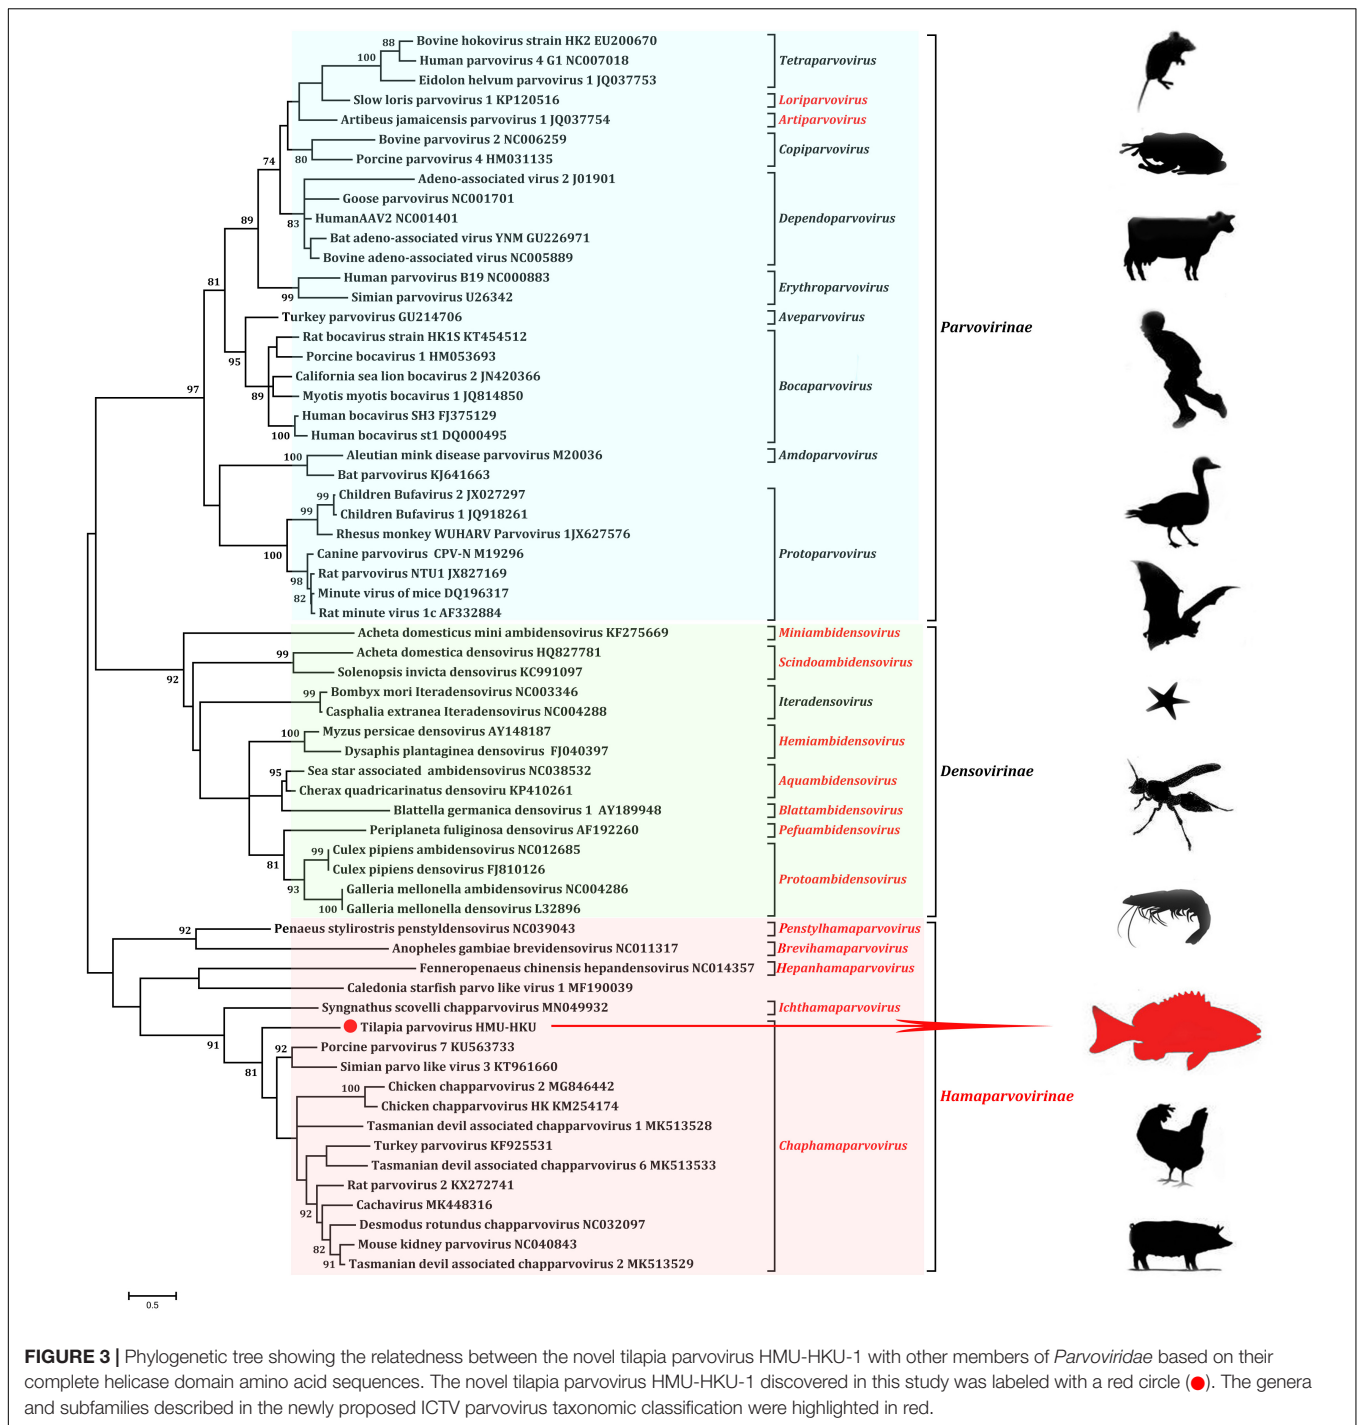 Bovine hokovirus strain HK2 EU200670
Human parvovirus 4 G1 NC007018
Eidolon helvum parvovirus 1 JQ037753
Slow loris parvovirus 1 KP120516
Artibeus jamaicensis parvovirus 1 JQ037754
Bovine parvovirus 2 NC006259
Porcine parvovirus 4 HM031135
Adeno-associated virus 2 J01901
Goose parvovirus NC001701
HumanAAV2 NC001401
Bat adeno-associated virus YNM GU226971
Bovine adeno-associated virus NC005889
Human parvovirus B19 NC000883
Simian parvovirus U26342
Turkey parvovirus GU214706
Rat bocavirus strain HK1S KT454512
Porcine bocavirus 1 HM053693
California sea lion bocavirus 2 JN420366
Myotis myotis bocavirus 1 JQ814850
Human bocavirus SH3 FJ375129
Human bocavirus st1 DQ000495
Aleutian mink disease parvovirus M20036
Bat parvovirus KJ641663
Children Bufavirus 2 JX027297
Children Bufavirus 1 JQ918261
Rhesus monkey WUHARV Parvovirus 1JX627576
Canine parvovirus CPV-N M19296
Rat parvovirus NTU1 JX827169
Minute virus of mice DQ196317
Rat minute virus 1c AF332884
Acheta domesticus mini ambidensovirus KF275669
Acheta domestica densovirus HQ827781
Solenopsis invicta densovirus KC991097
Bombyx mori Iteradensovirus NC003346
Casphalia extranea Iteradensovirus NC004288
Myzus persicae densovirus AY148187
Dysaphis plantaginea densovirus FJ040397
Sea star associated ambidensovirus NC038532
Cherax quadricarinatus densoviru KP410261
Blattella germanica densovirus 1 AY189948
Periplaneta fuliginosa densovirus AF192260
Culex pipiens ambidensovirus NC012685
Culex pipiens densovirus FJ810126
Galleria mellonella ambidensovirus NC004286
Galleria mellonella densovirus L32896
Penaeus stylirostris penstyldensovirus NC039043
Anopheles gambiae brevidensovirus NC011317
Fenneropenaeus chinensis hepandensovirus NC014357
Caledonia starfish parvo like virus 1 MF190039
Syngnathus scovelli chapparvovirus MN049932
Tilapia parvovirus HMU-HKU
Porcine parvovirus 7 KU563733
Simian parvo like virus 3 KT961660
Chicken chapparvovirus 2 MG846442
Chicken chapparvovirus HK KM254174
Tasmanian devil associated chapparvovirus 1 MK513528
Turkey parvovirus KF925531
Tasmanian devil associated chapparvovirus 6 MK513533
Rat parvovirus 2 KX272741
Cachavirus MK448316
Desmodus rotundus chapparvovirus NC032097
Mouse kidney parvovirus NC040843
Tasmanian devil associated chapparvovirus 2 MK513529
88
100
80
74
83
89
99
81
95
89
100
97
100
99
99
100
98
82
99
92
99
100
95
81
99
93
100
92
91
92
81
100
92
82
91
Tetraparvovirus
Loriparvovirus
Artiparvovirus
Copiparvovirus
Dependoparvovirus
Erythroparvovirus
Aveparvovirus
Bocaparvovirus
Amdoparvovirus
Protoparvovirus
Miniambidensovirus
Scindoambidensovirus
Iteradensovirus
Hemiambidensovirus
Aquambidensovirus
Blattambidensovirus
Pefuambidensovirus
Protoambidensovirus
Penstylhamaparvovirus
Brevihamaparvovirus
Hepanhamaparvovirus
Ichthamaparvovirus
Chaphamaparvovirus
Parvovirinae
Densovirinae
Hamaparvovirinae
0.5
FIGURE 3 | Phylogenetic tree showing the relatedness between the novel tilapia parvovirus HMU-HKU-1 with other members of Parvoviridae based on their
complete helicase domain amino acid sequences. The novel tilapia parvovirus HMU-HKU-1 discovered in this study was labeled with a red circle (●). The genera
and subfamilies described in the newly proposed ICTV parvovirus taxonomic classification were highlighted in red.